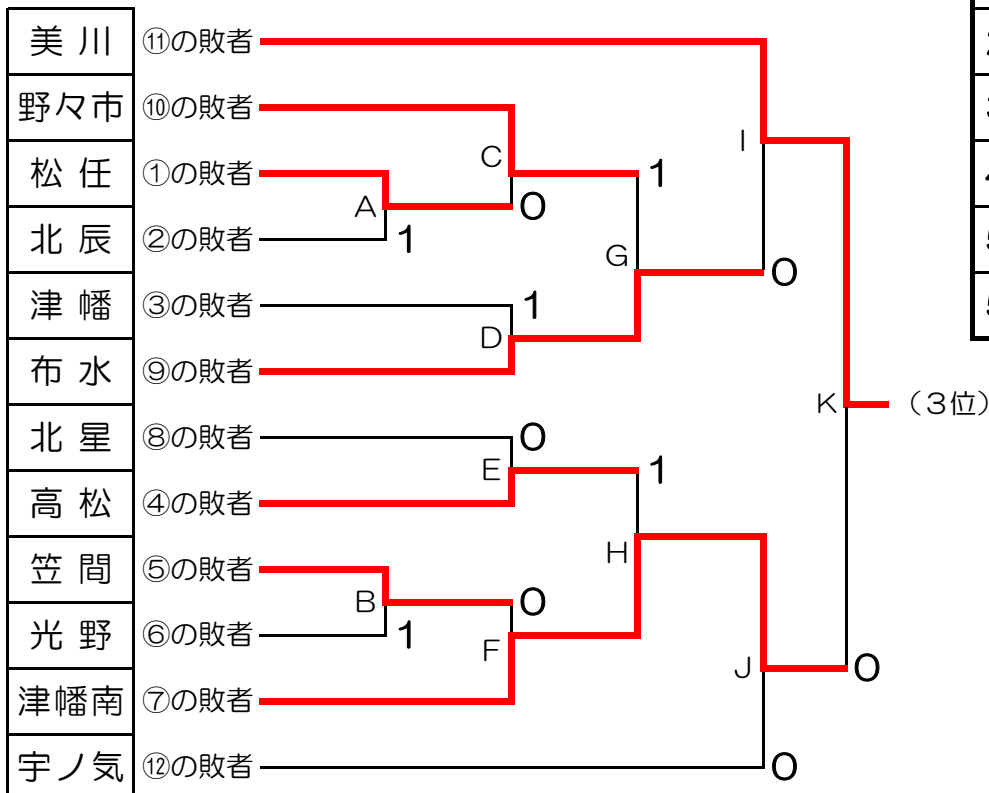 美川 ⑪の敗者
野々市 ⑩の敗者
I
C 1
松任 ①の敗者
A 0
北辰 ②の敗者 1
G 0
津幡 ③の敗者 1
D
布水 ⑨の敗者
K （3位）
北星 ⑧の敗者 0
E 1
高松 ④の敗者
H
笠間 ⑤の敗者
B 0
光野 ⑥の敗者 1
F
J 0
津幡南 ⑦の敗者
宇ノ気 ⑫の敗者 0